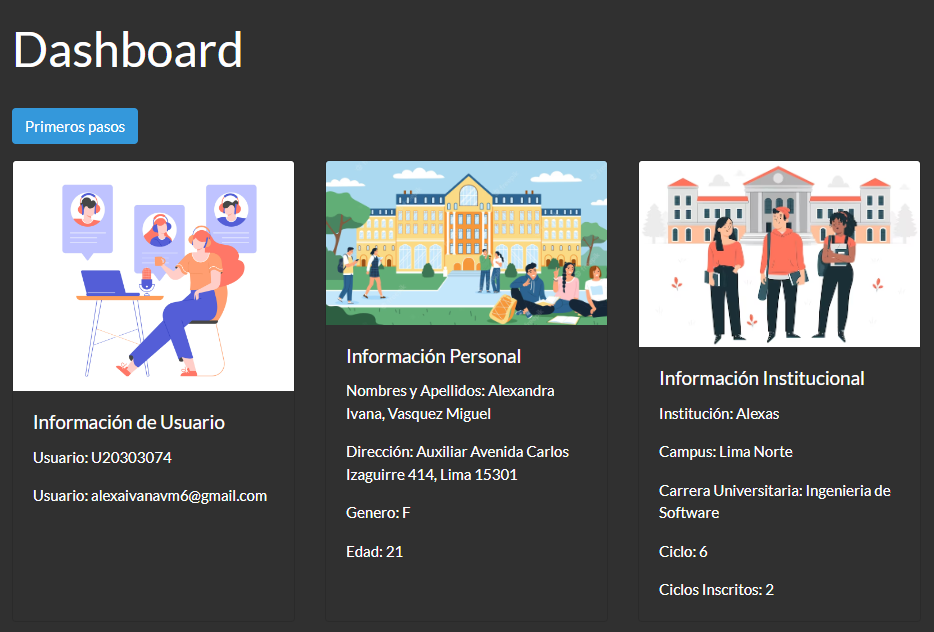 Dashboard
Primeros pasos
Información de Usuario
Usuario: U20303074
Usuario: alexaivanavm6@gmail.com
Información Personal
Nombres y Apellidos: Alexandra
Ivana, Vasquez Miguel
Dirección: Auxiliar Avenida Carlos
Izaguirre 414, Lima 15301
Genero: F
Edad: 21
Información Institucional
Institución: Alexas
Campus: Lima Norte
Carrera Universitaria: Ingenieria de
Software
Ciclo: 6
Ciclos Inscritos: 2